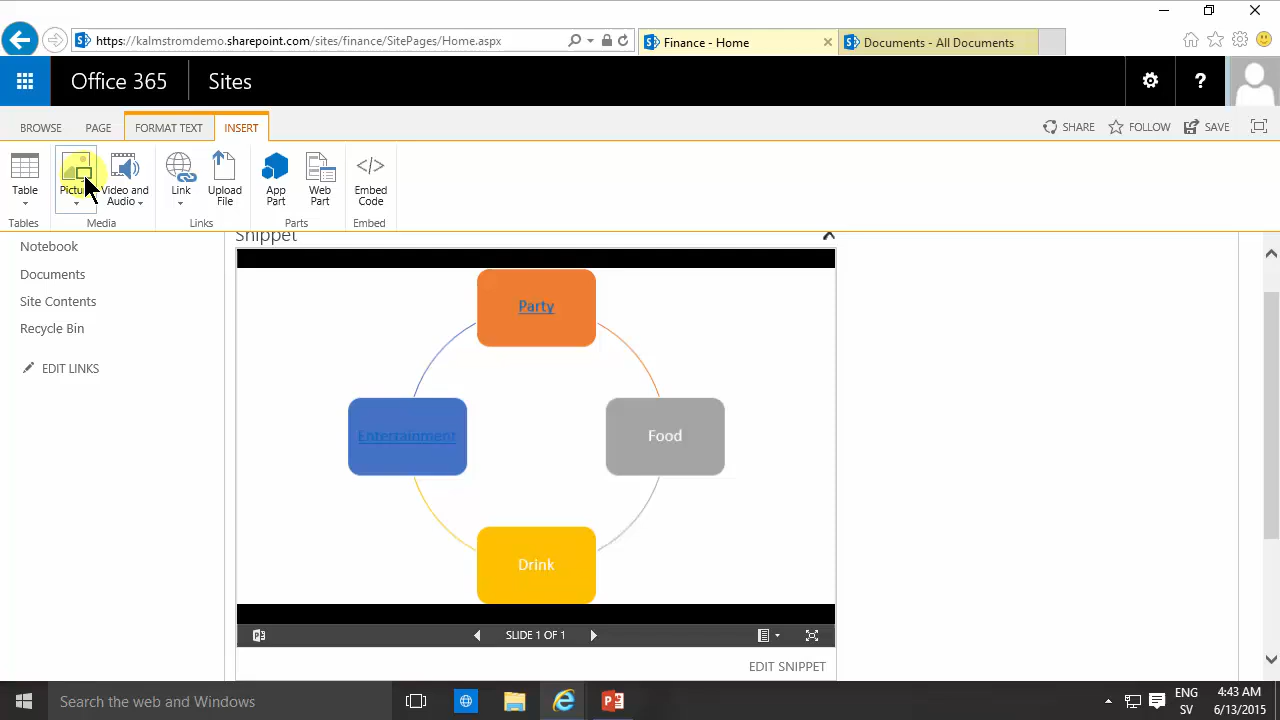 https://kalmstromdemo.sharepoint.com/sites/finance/SitePages/Home.aspx
Finance - Home
Documents - All Documents
Office 365
Sites
?
BROWSE
PAGE
FORMAT TEXT
INSERT
SHARE
FOLLOW
SAVE
Table
Video and Audio
Link
Upload File
App Part
Web Part
Embed Code
Tables
Media
Links
Parts
Embed
Notebook
Documents
Site Contents
Recycle Bin
EDIT LINKS
Snippet
Party
Entertainment
Food
Drink
SLIDE 1 OF 1
EDIT SNIPPET
Search the web and Windows
ENG
SV
4:43 AM
6/13/2015